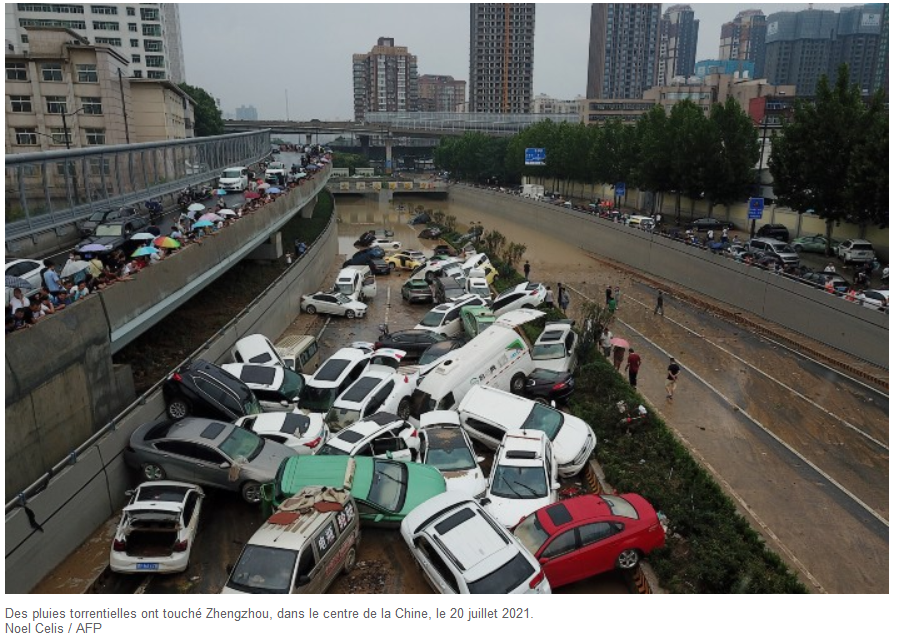 Des pluies torrentielles ont touché Zhengzhou, dans le centre de la Chine, le 20 juillet 2021.
Noel Celis / AFP